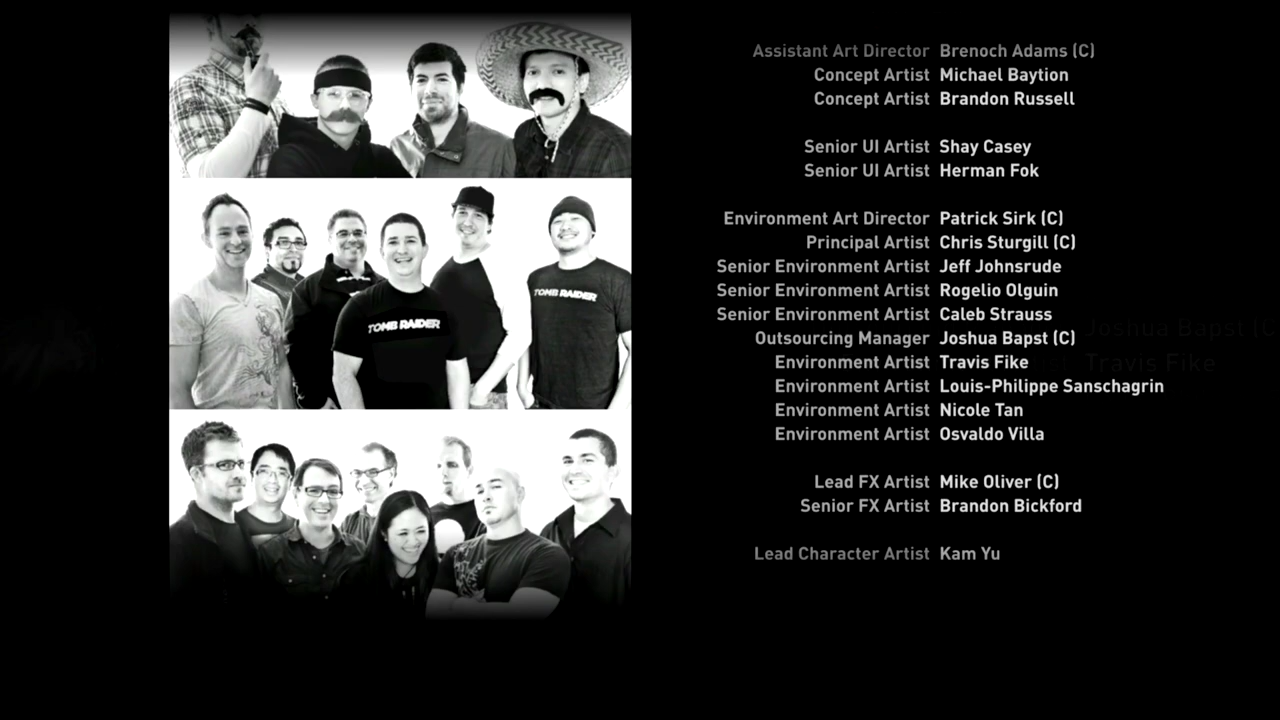 TOMB RAIDER
TOMB RAIDER
Assistant Art Director Brenoch Adams (C)
Concept Artist Michael Baytion
Concept Artist Brandon Russell
Senior UI Artist Shay Casey
Senior UI Artist Herman Fok
Environment Art Director Patrick Sirk (C)
Principal Artist Chris Sturgill (C)
Senior Environment Artist Jeff Johnsrude
Senior Environment Artist Rogelio Olguin
Senior Environment Artist Caleb Strauss
Outsourcing Manager Joshua Bapst (C)
Environment Artist Travis Fike
Environment Artist Louis-Philippe Sanschagrin
Environment Artist Nicole Tan
Environment Artist Osvaldo Villa
Lead FX Artist Mike Oliver (C)
Senior FX Artist Brandon Bickford
Lead Character Artist Kam Yu
Joshua Bapst (C
Travis Fike